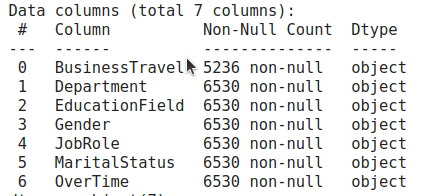 Data columns (total 7 columns):
 #   Column          Non-Null Count  Dtype
---  ------          --------------  -----
 0   BusinessTravel  5236 non-null   object
 1   Department      6530 non-null   object
 2   EducationField  6530 non-null   object
 3   Gender          6530 non-null   object
 4   JobRole         6530 non-null   object
 5   MaritalStatus   6530 non-null   object
 6   OverTime        6530 non-null   object